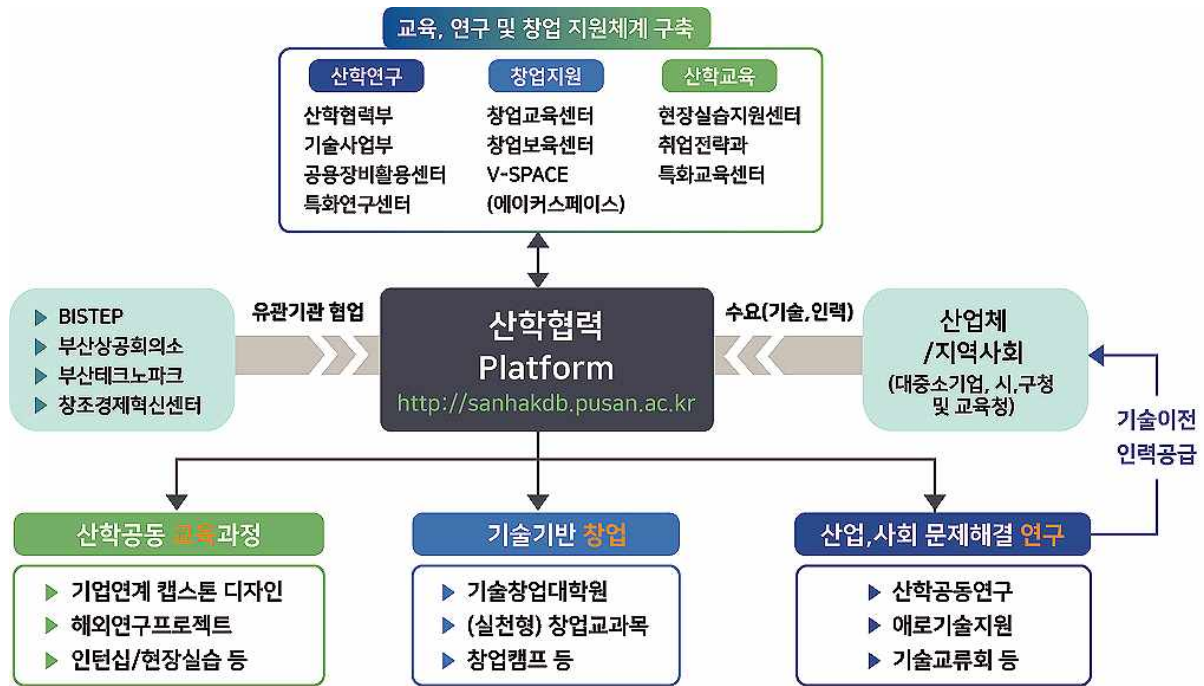 교육, 연구 및 창업 지원체계 구축
산학연구
산학협력부
기술사업부
공용장비활용센터
특화연구센터
창업지원
창업교육센터
창업보육센터
V-SPACE
(에이커스페이스)
산학교육
현장실습지원센터
취업전략과
특화교육센터
▶ BISTEP
▶ 부산상공회의소
▶ 부산테크노파크
▶ 창조경제혁신센터
유관기관 협업
산학협력
Platform
http://sanhakdb.pusan.ac.kr
수요(기술,인력)
산업체
/지역사회
(대중소기업, 시,구청
및 교육청)
기술이전
인력공급
산학공동 교육과정
▶ 기업연계 캡스톤 디자인
▶ 해외연구프로젝트
▶ 인턴십/현장실습 등
기술기반 창업
▶ 기술창업대학원
▶ (실천형) 창업교과목
▶ 창업캠프 등
산업,사회 문제해결 연구
▶ 산학공동연구
▶ 애로기술지원
▶ 기술교류회 등